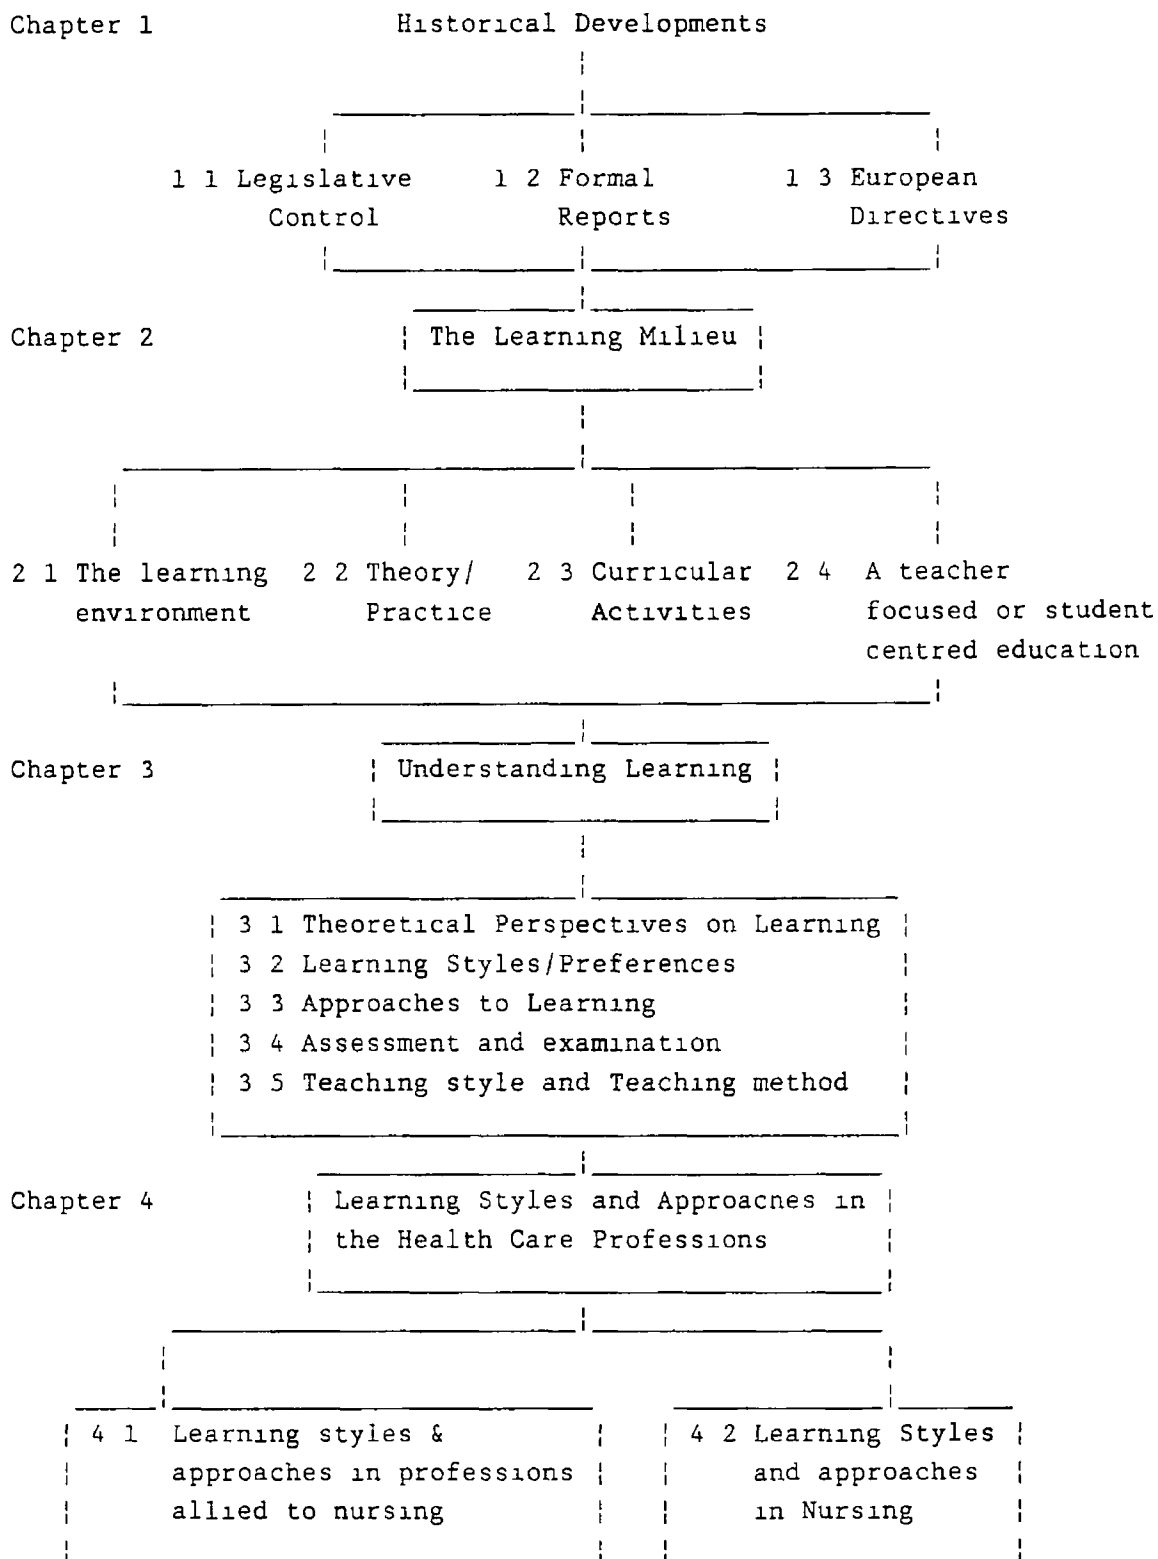 Chapter 1 Historical Developments
1 1 Legislative 1 2 Formal 1 3 European
Control Reports Directives
Chapter 2 The Learning Milieu
2 1 The learning 2 2 Theory/ 2 3 Curricular 2 4 A teacher
environment Practice Activities focused or student
centred education
Chapter 3 Understanding Learning
3 1 Theoretical Perspectives on Learning
3 2 Learning Styles/Preferences
3 3 Approaches to Learning
3 4 Assessment and examination
3 5 Teaching style and Teaching method
Chapter 4 Learning Styles and Approacnes in
the Health Care Professions
4 1 Learning styles & 4 2 Learning Styles
approaches in professions and approaches
allied to nursing in Nursing